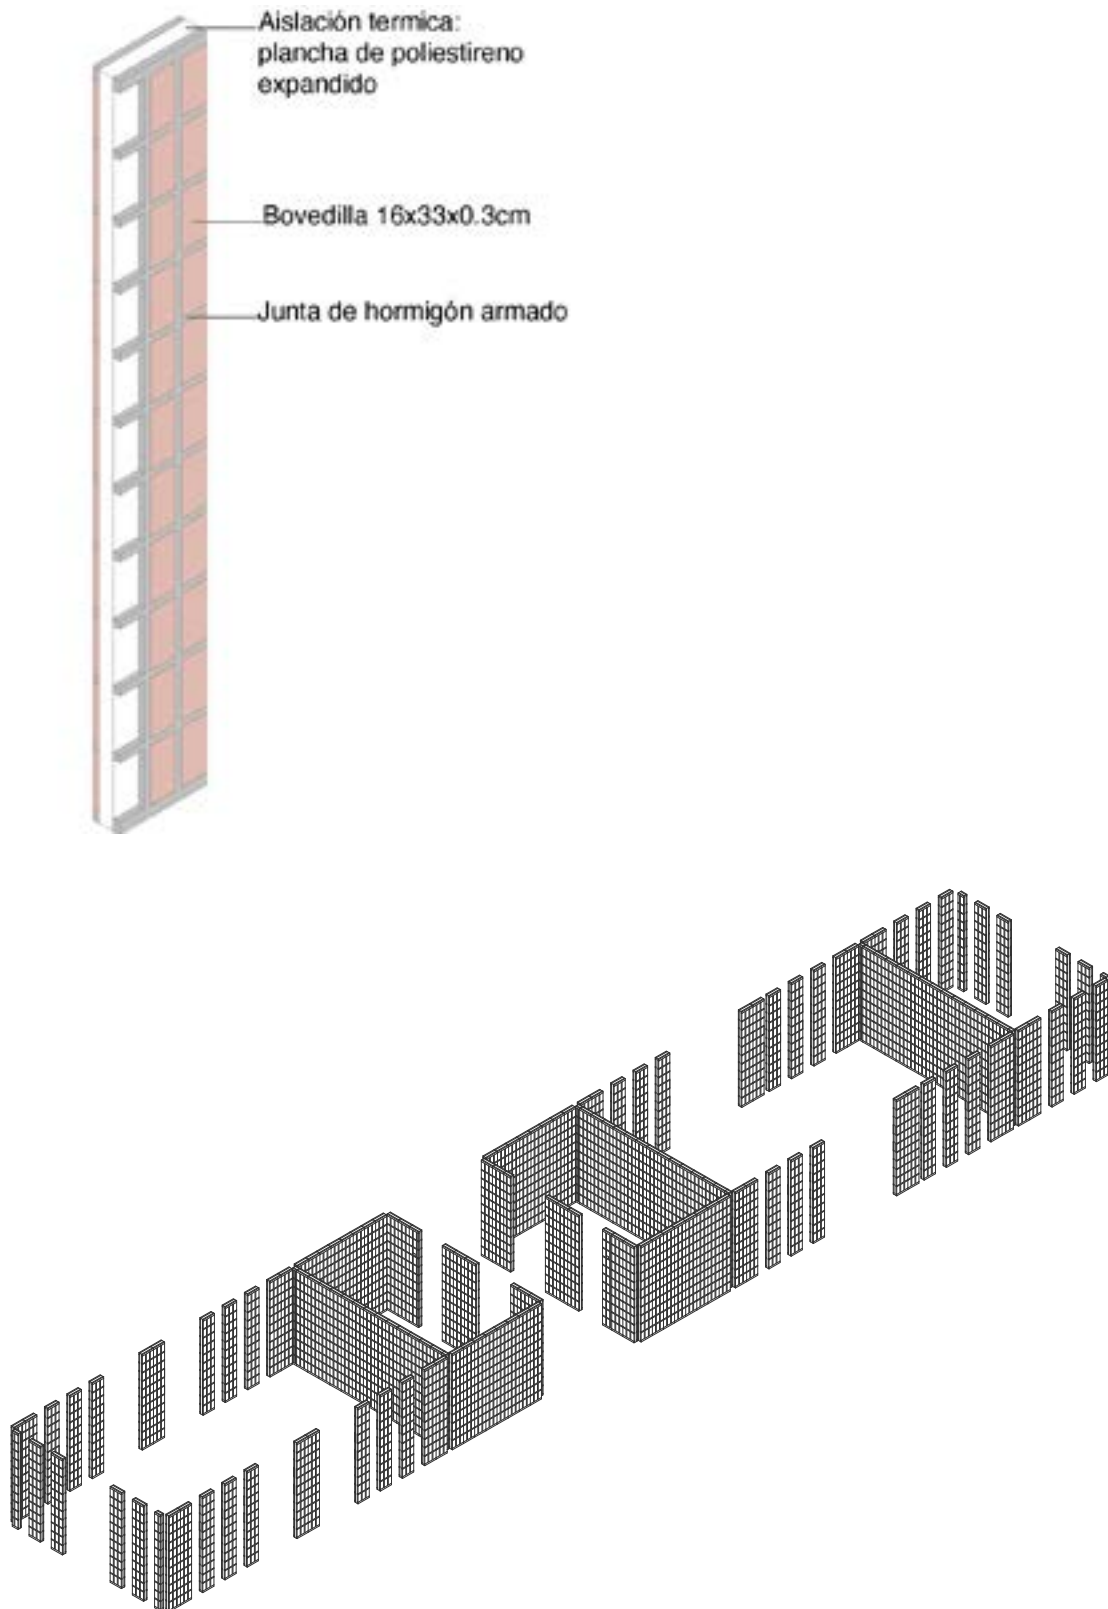 Aislación termica:
plancha de poliestireno
expandido
Bovedilla 16x33x0.3cm
Junta de hormigón armado